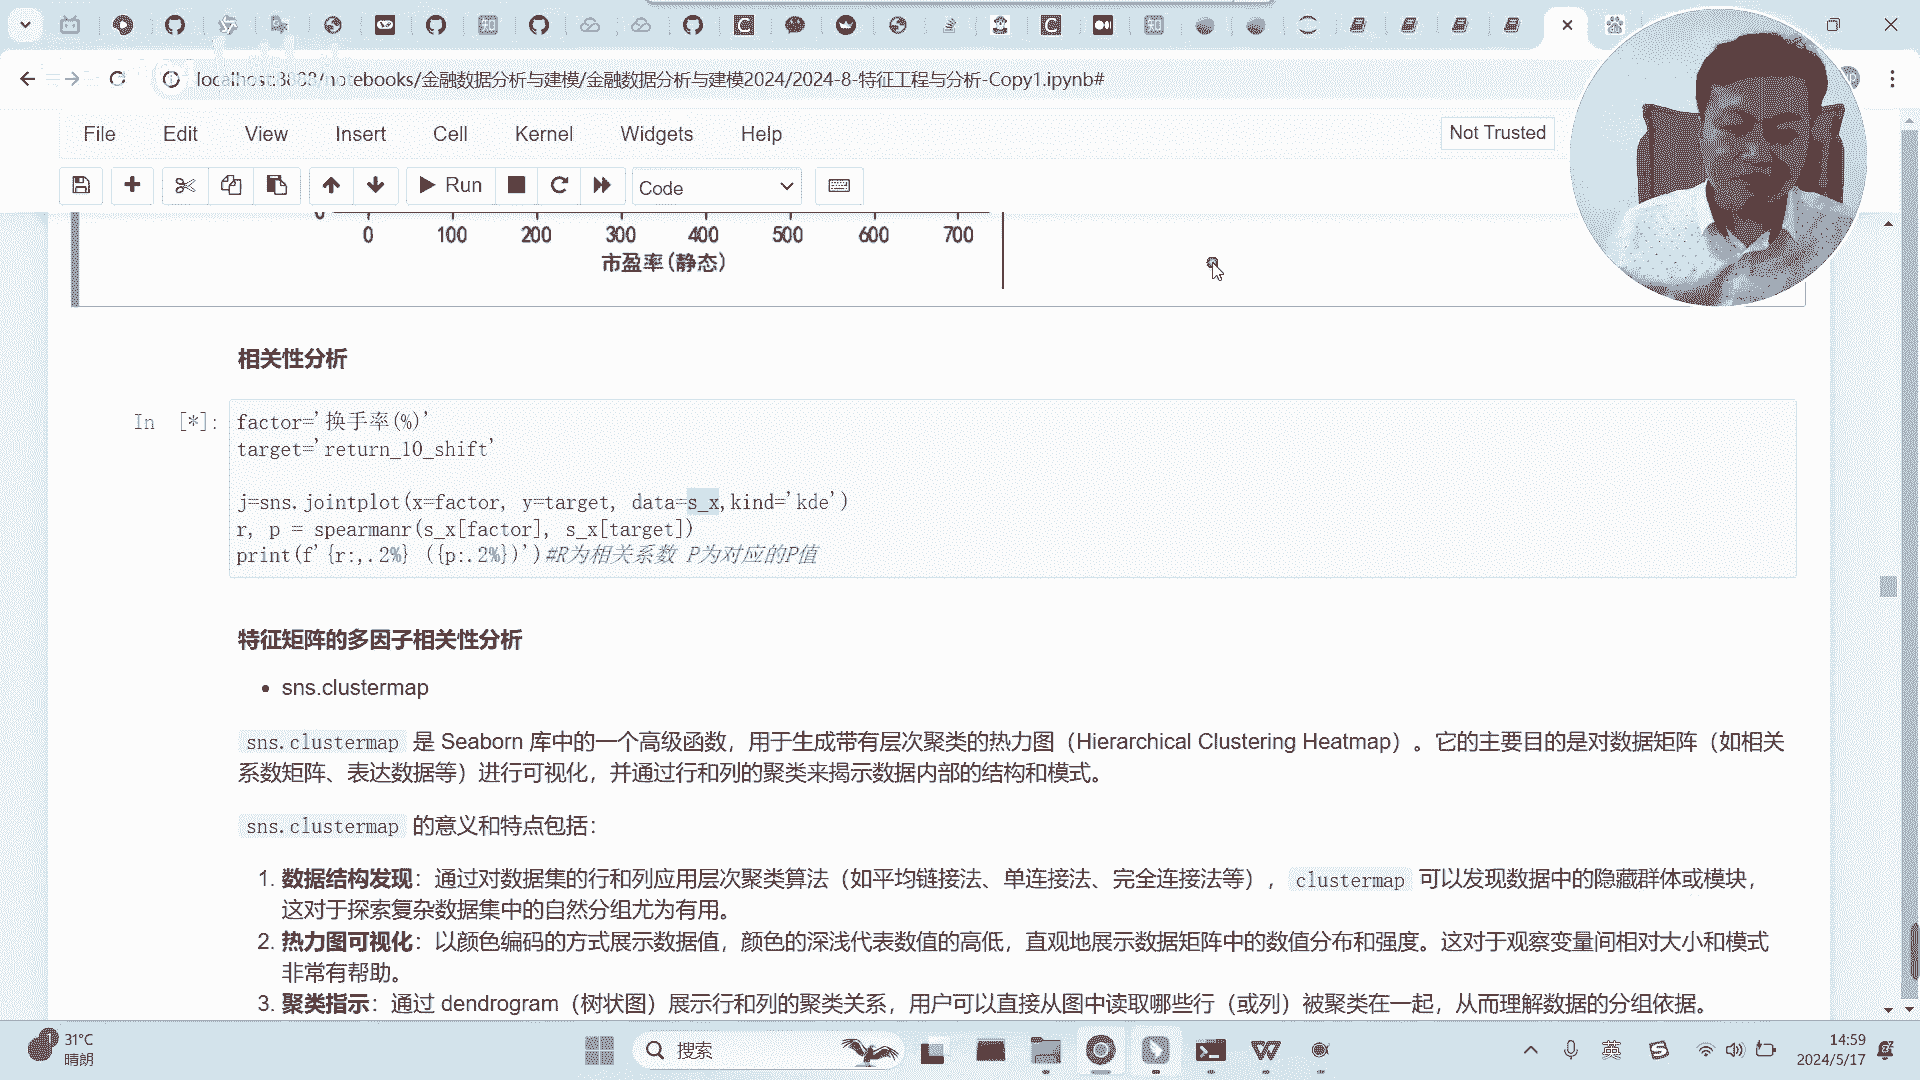 localhost:8888/notebooks/金融数据分析与建模/金融数据分析与建模2024/2024-8-特征工程与分析-Copy1.ipynb#
File Edit View Insert Cell Kernel Widgets Help
Not Trusted
Run
Code
0 100 200 300 400 500 600 700
市盈率(静态)
相关性分析
In [*]:
factor='换手率(%)'
target='return_10_shift'
j=sns.jointplot(x=factor, y=target, data=s_x,kind='kde')
r, p = spearmanr(s_x[factor], s_x[target])
print(f'{r:,.2%} ({p:.2%})')#R为相关系数 P为对应的P值
特征矩阵的多因子相关性分析
• sns.clustermap
sns.clustermap 是 Seaborn 库中的一个高级函数，用于生成带有层次聚类的热力图（Hierarchical Clustering Heatmap）。它的主要目的是对数据矩阵（如相关
系数矩阵、表达数据等）进行可视化，并通过行和列的聚类来揭示数据内部的结构和模式。
sns.clustermap 的意义和特点包括：
1. 数据结构发现：通过对数据集的行和列应用层次聚类算法（如平均链接法、单连接法、完全连接法等），clustermap 可以发现数据中的隐藏群体或模块，
这对于探索复杂数据集中的自然分组尤为有用。
2. 热力图可视化：以颜色编码的方式展示数据值，颜色的深浅代表数值的高低，直观地展示数据矩阵中的数值分布和强度。这对于观察变量间相对大小和模式
非常有帮助。
3. 聚类指示：通过 dendrogram（树状图）展示行和列的聚类关系，用户可以直接从图中读取哪些行（或列）被聚类在一起，从而理解数据的分组依据。
31°C
晴朗
搜索
英
14:59
2024/5/17